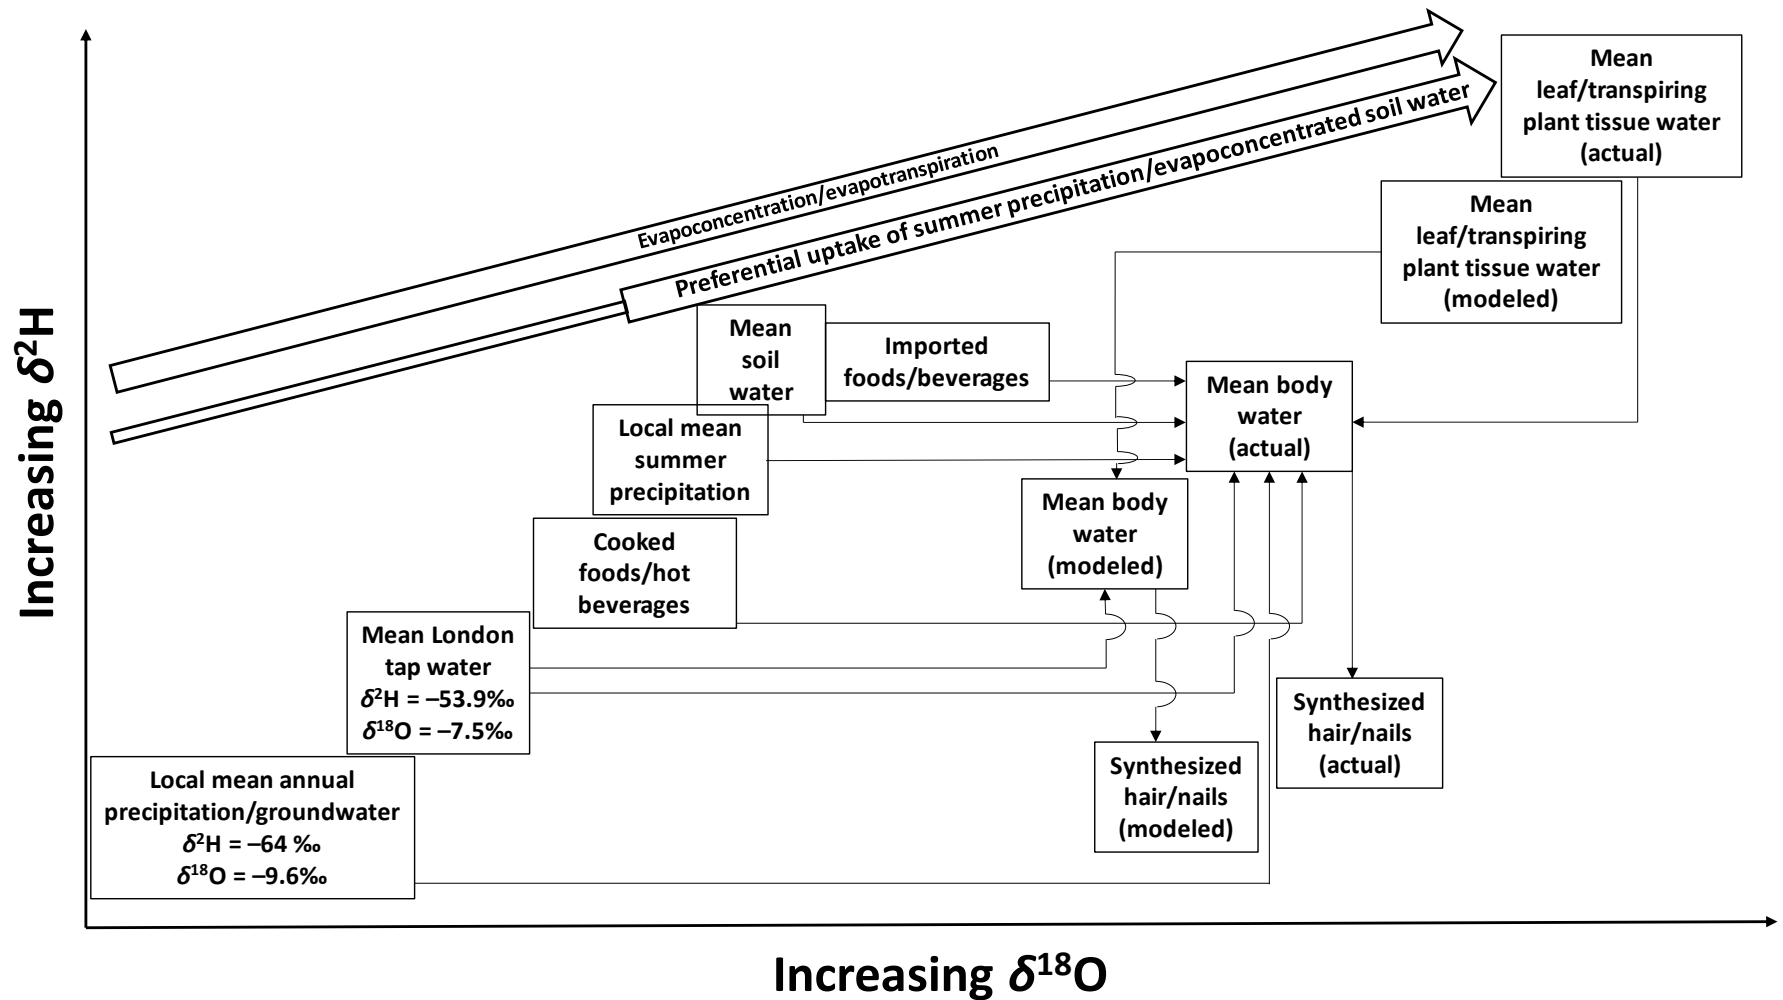 Increasing δ²H
Evapoconcentration/evapotranspiration
Preferential uptake of summer precipitation/evapoconcentrated soil water
Mean
leaf/transpiring
plant tissue water
(actual)
Mean
leaf/transpiring
plant tissue water
(modeled)
Mean
soil
water
Imported
foods/beverages
Mean body
water
(actual)
Local mean
summer
precipitation
Mean body
water
(modeled)
Cooked
foods/hot
beverages
Mean London
tap water
δ²H = –53.9‰
δ¹⁸O = –7.5‰
Synthesized
hair/nails
(actual)
Synthesized
hair/nails
(modeled)
Local mean annual
precipitation/groundwater
δ²H = –64 ‰
δ¹⁸O = –9.6‰
Increasing δ¹⁸O